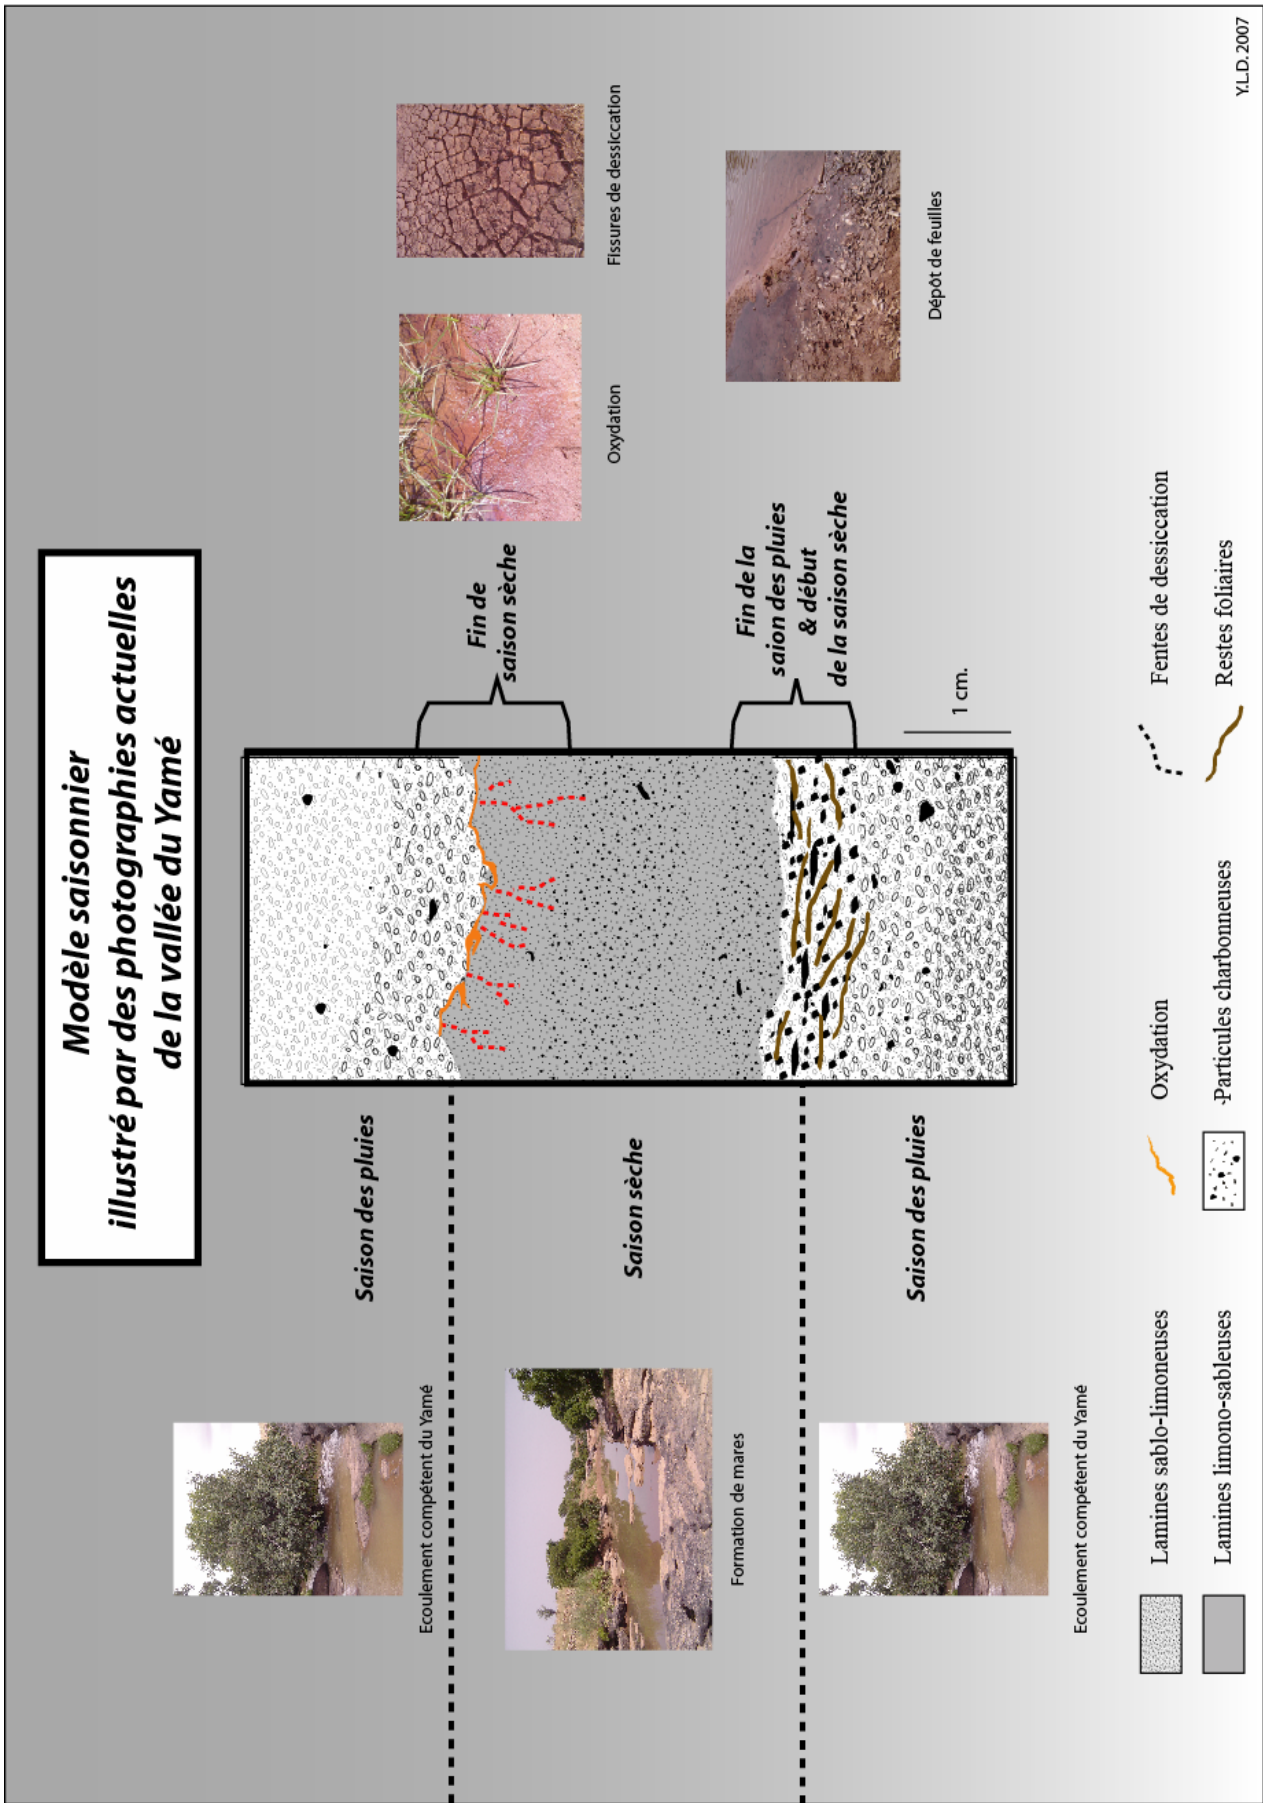 Modèle saisonnier
illustré par des photographies actuelles
de la vallée du Yamé
Ecoulement compétent du Yamé
Saison des pluies
Fin de
saison sèche
Oxydation
Fissures de dessiccation
Formation de mares
Saison sèche
Fin de la
saion des pluies
& début
de la saison sèche
Dépôt de feuilles
Ecoulement compétent du Yamé
Saison des pluies
1 cm.
Lamines sablo-limoneuses
Oxydation
Fentes de dessiccation
Lamines limono-sableuses
Particules charbonneuses
Restes foliaires
Y.L.D. 2007